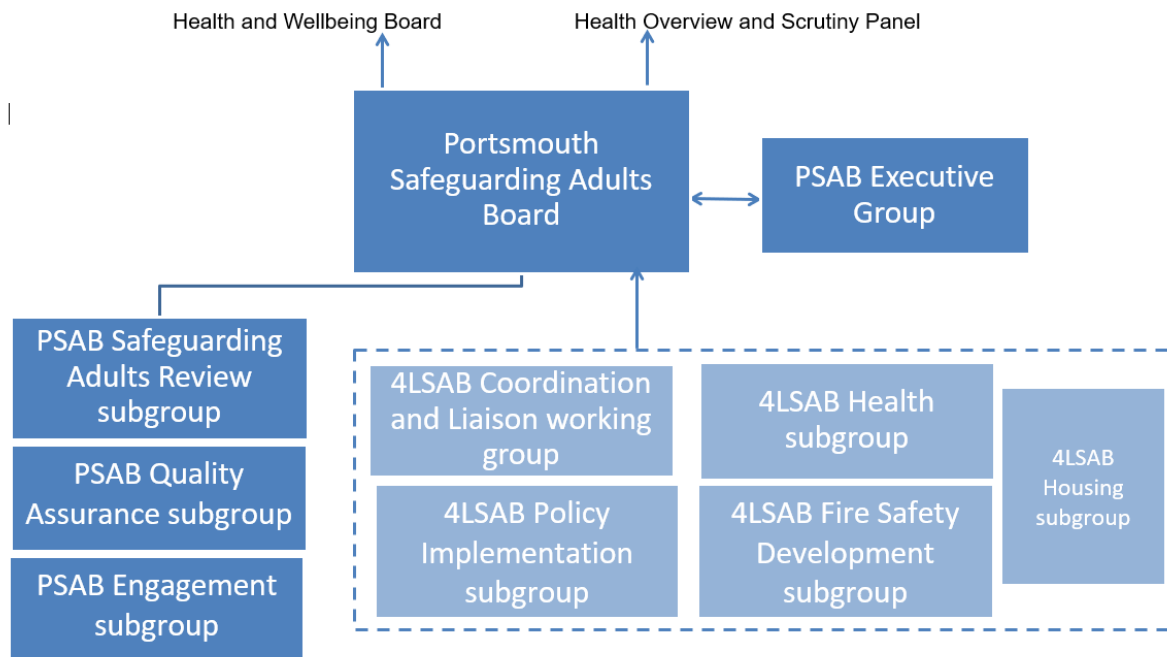 Health and Wellbeing Board
Health Overview and Scrutiny Panel
Portsmouth
Safeguarding Adults
Board
PSAB Executive
Group
PSAB Safeguarding
Adults Review
subgroup
PSAB Quality
Assurance subgroup
PSAB Engagement
subgroup
4LSAB Coordination
and Liaison working
group
4LSAB Health
subgroup
4LSAB
Housing
subgroup
4LSAB Policy
Implementation
subgroup
4LSAB Fire Safety
Development
subgroup